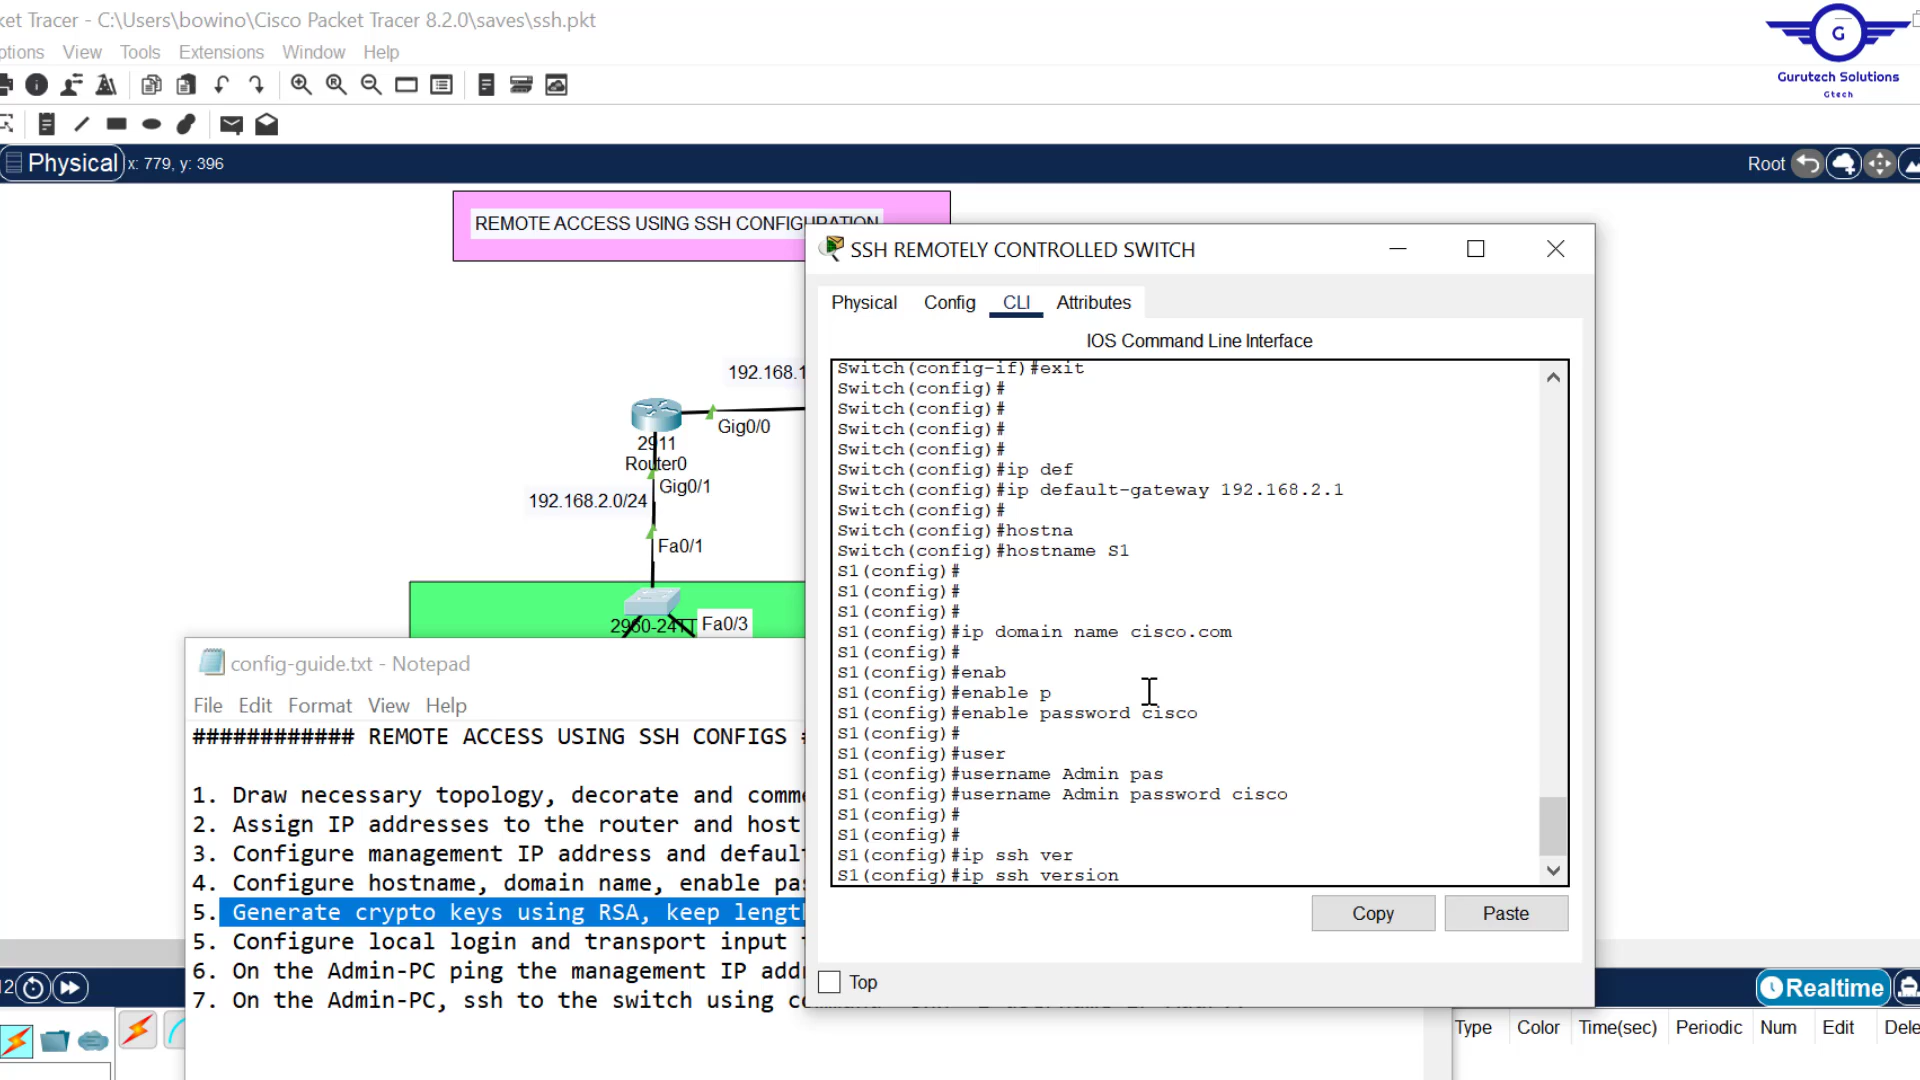 ket Tracer - C:\Users\bowino\Cisco Packet Tracer 8.2.0\saves\ssh.pkt
ptions View Tools Extensions Window Help
G
Gurutech Solutions
Gtech
Physical x: 779, y: 396
Root
REMOTE ACCESS USING SSH CONFIGURATION
192.168.1
Gig0/0
2911
Router0
Gig0/1
192.168.2.0/24
Fa0/1
2960-24TT
Fa0/3
SSH REMOTELY CONTROLLED SWITCH
Physical Config CLI Attributes
IOS Command Line Interface
Switch(config-if)#exit
Switch(config)#
Switch(config)#
Switch(config)#
Switch(config)#
Switch(config)#ip def
Switch(config)#ip default-gateway 192.168.2.1
Switch(config)#
Switch(config)#hostna
Switch(config)#hostname S1
S1(config)#
S1(config)#
S1(config)#
S1(config)#ip domain name cisco.com
S1(config)#
S1(config)#enab
S1(config)#enable p
S1(config)#enable password cisco
S1(config)#
S1(config)#user
S1(config)#username Admin pas
S1(config)#username Admin password cisco
S1(config)#
S1(config)#
S1(config)#ip ssh ver
S1(config)#ip ssh version
Copy Paste
Top
config-guide.txt - Notepad
File Edit Format View Help
############ REMOTE ACCESS USING SSH CONFIGS
1. Draw necessary topology, decorate and comm
2. Assign IP addresses to the router and host
3. Configure management IP address and defaul
4. Configure hostname, domain name, enable pa
5. Generate crypto keys using RSA, keep lengt
5. Configure local login and transport input
6. On the Admin-PC ping the management IP add
7. On the Admin-PC, ssh to the switch using c
Realtime
Type Color Time(sec) Periodic Num Edit Dele